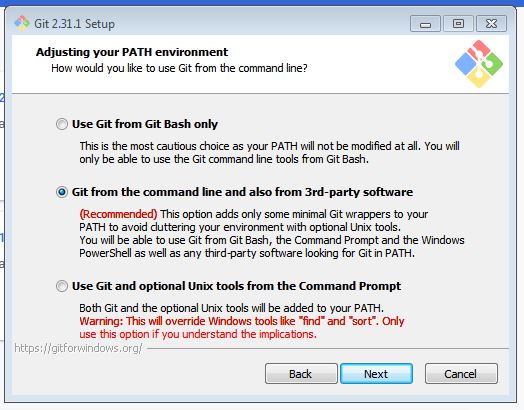 Git 2.31.1 Setup
Adjusting your PATH environment
How would you like to use Git from the command line?
Use Git from Git Bash only
This is the most cautious choice as your PATH will not be modified at all. You will
only be able to use the Git command line tools from Git Bash.
Git from the command line and also from 3rd-party software
(Recommended) This option adds only some minimal Git wrappers to your
PATH to avoid cluttering your environment with optional Unix tools.
You will be able to use Git from Git Bash, the Command Prompt and the Windows
PowerShell as well as any third-party software looking for Git in PATH.
Use Git and optional Unix tools from the Command Prompt
Both Git and the optional Unix tools will be added to your PATH.
Warning: This will override Windows tools like "find" and "sort". Only
use this option if you understand the implications.
https://gitforwindows.org/
Back Next Cancel